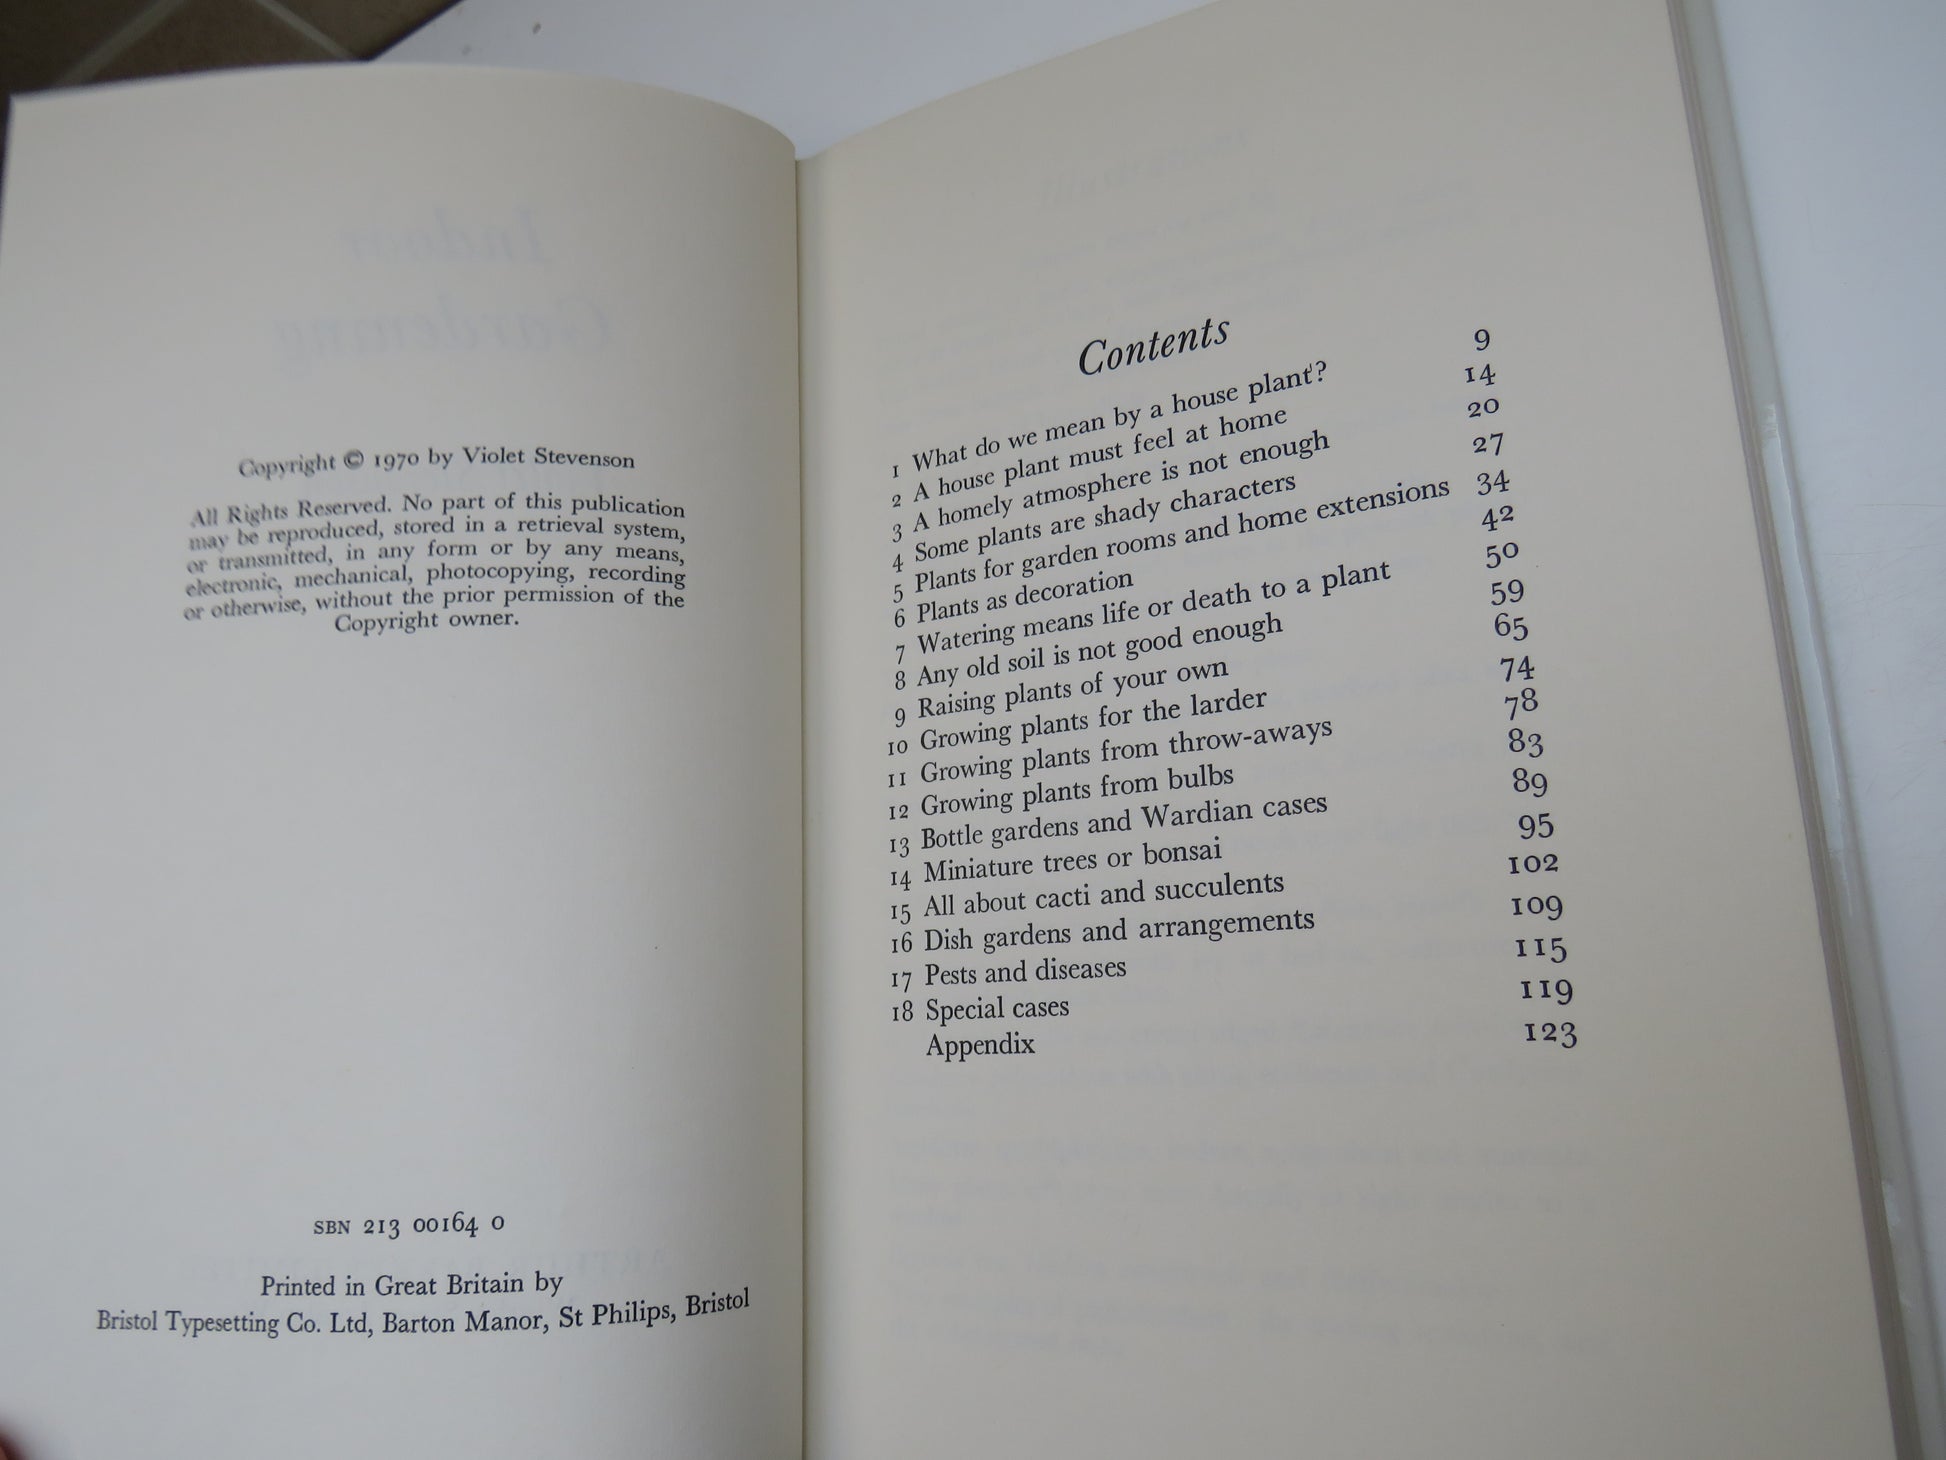 Indoor
Gardening
Copyright © 1970 by Violet Stevenson
All Rights Reserved. No part of this publication
may be reproduced, stored in a retrieval system,
or transmitted, in any form or by any means,
electronic, mechanical, photocopying, recording
or otherwise, without the prior permission of the
Copyright owner.
SBN 213 00164 0
Printed in Great Britain by
Bristol Typesetting Co. Ltd, Barton Manor, St Philips, Bristol
Contents
1 What do we mean by a house plant? 9
2 A house plant must feel at home 14
3 A homely atmosphere is not enough 20
4 Some plants are shady characters 27
5 Plants for garden rooms and home extensions 34
6 Plants as decoration 42
7 Watering means life or death to a plant 50
8 Any old soil is not good enough 59
9 Raising plants of your own 65
10 Growing plants for the larder 74
11 Growing plants from throw-aways 78
12 Growing plants from bulbs 83
13 Bottle gardens and Wardian cases 89
14 Miniature trees or bonsai 95
15 All about cacti and succulents 102
16 Dish gardens and arrangements 109
17 Pests and diseases 115
18 Special cases 119
Appendix 123